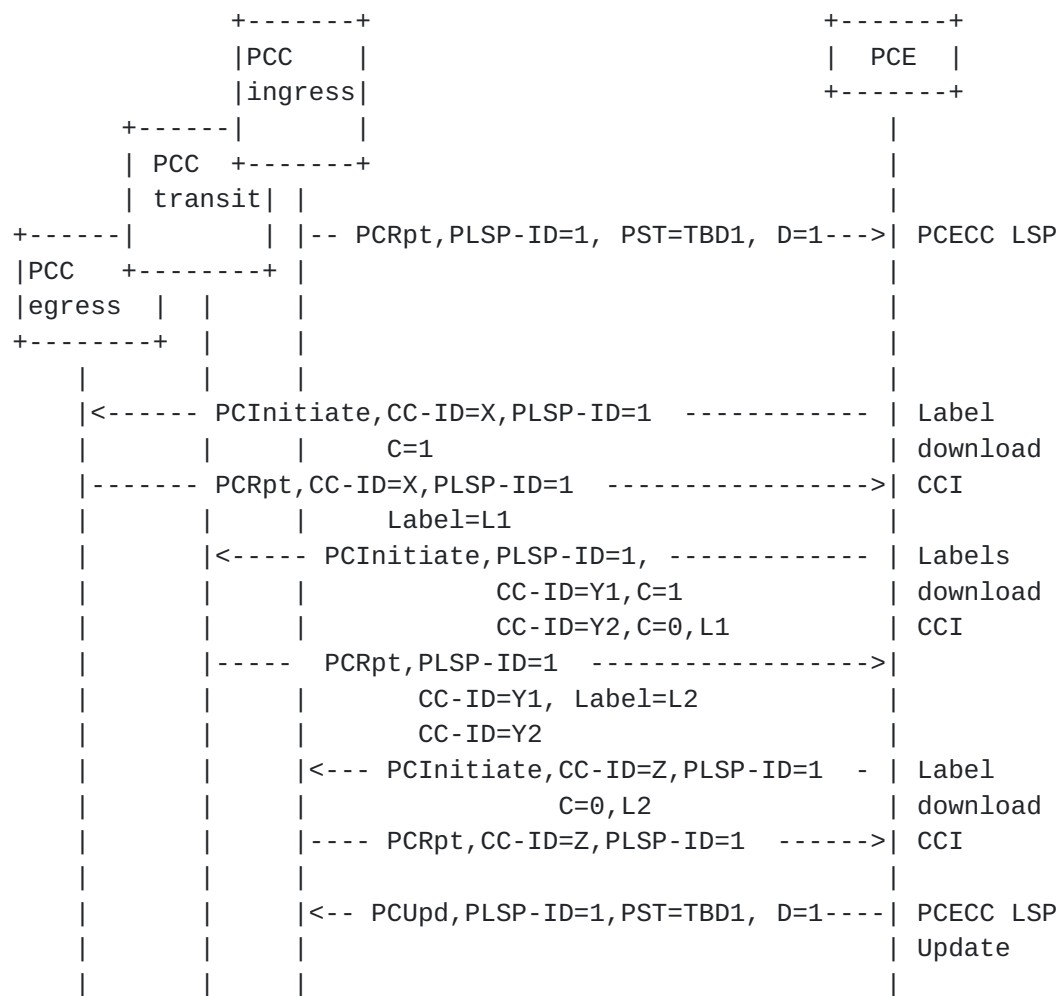 +-------+                           +-------+
             |PCC    |                           |  PCE  |
             |ingress|                           +-------+
      +------|       |                               |
      | PCC  +-------+                               |
      | transit| |                                   |
+------|        | |-- PCRpt,PLSP-ID=1, PST=TBD1, D=1--->| PCECC LSP
|PCC   +--------+ |                                  |
|egress  |  |     |                                  |
+--------+  |     |                                  |
    |       |     |                                  |
    |<------ PCInitiate,CC-ID=X,PLSP-ID=1  ------------ | Label
    |       |     |     C=1                          | download
    |------- PCRpt,CC-ID=X,PLSP-ID=1  ----------------->| CCI
    |       |     |     Label=L1                     |
    |       |<----- PCInitiate,PLSP-ID=1, ------------- | Labels
    |       |     |            CC-ID=Y1,C=1          | download
    |       |     |            CC-ID=Y2,C=0,L1       | CCI
    |       |-----  PCRpt,PLSP-ID=1  ------------------>|
    |       |     |       CC-ID=Y1, Label=L2         |
    |       |     |       CC-ID=Y2                   |
    |       |     |<--- PCInitiate,CC-ID=Z,PLSP-ID=1  - | Label
    |       |     |                C=0,L2            | download
    |       |     |---- PCRpt,CC-ID=Z,PLSP-ID=1  ------>| CCI
    |       |     |                                  |
    |       |     |<-- PCUpd,PLSP-ID=1,PST=TBD1, D=1----| PCECC LSP
    |       |     |                                  | Update
    |       |     |                                  |